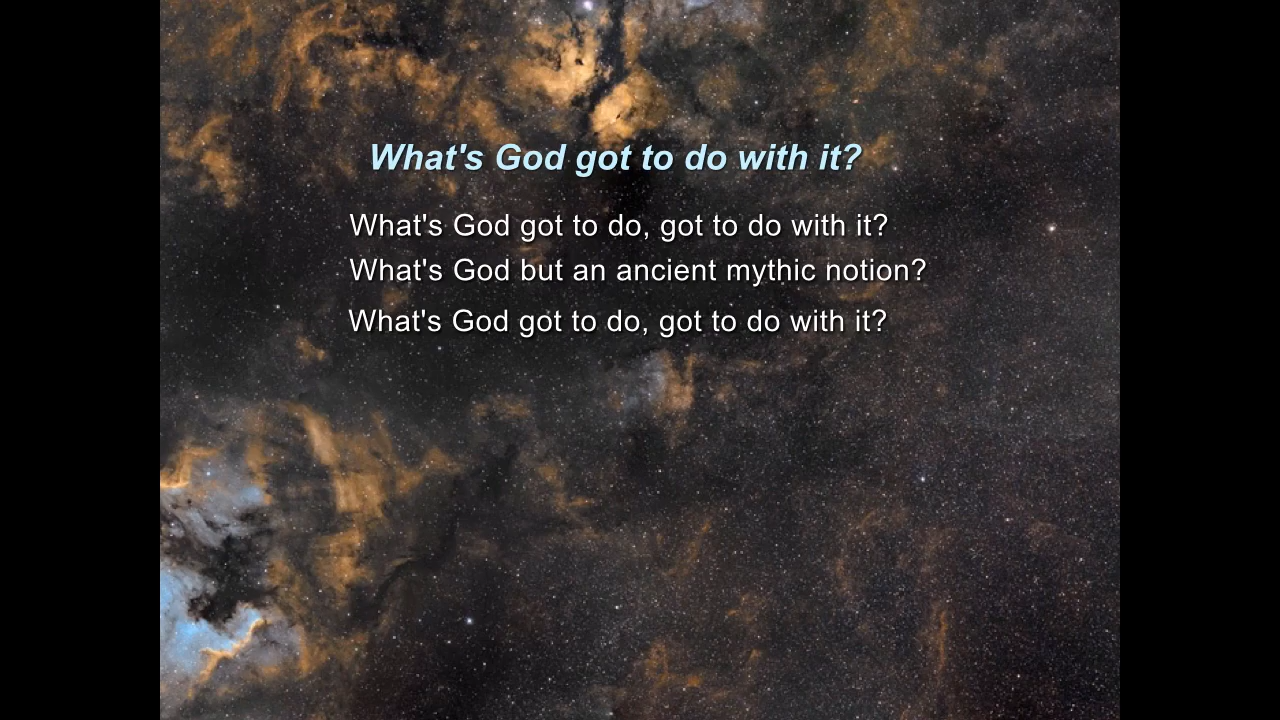 What's God got to do with it?
What's God got to do, got to do with it?
What's God but an ancient mythic notion?
What's God got to do, got to do with it?